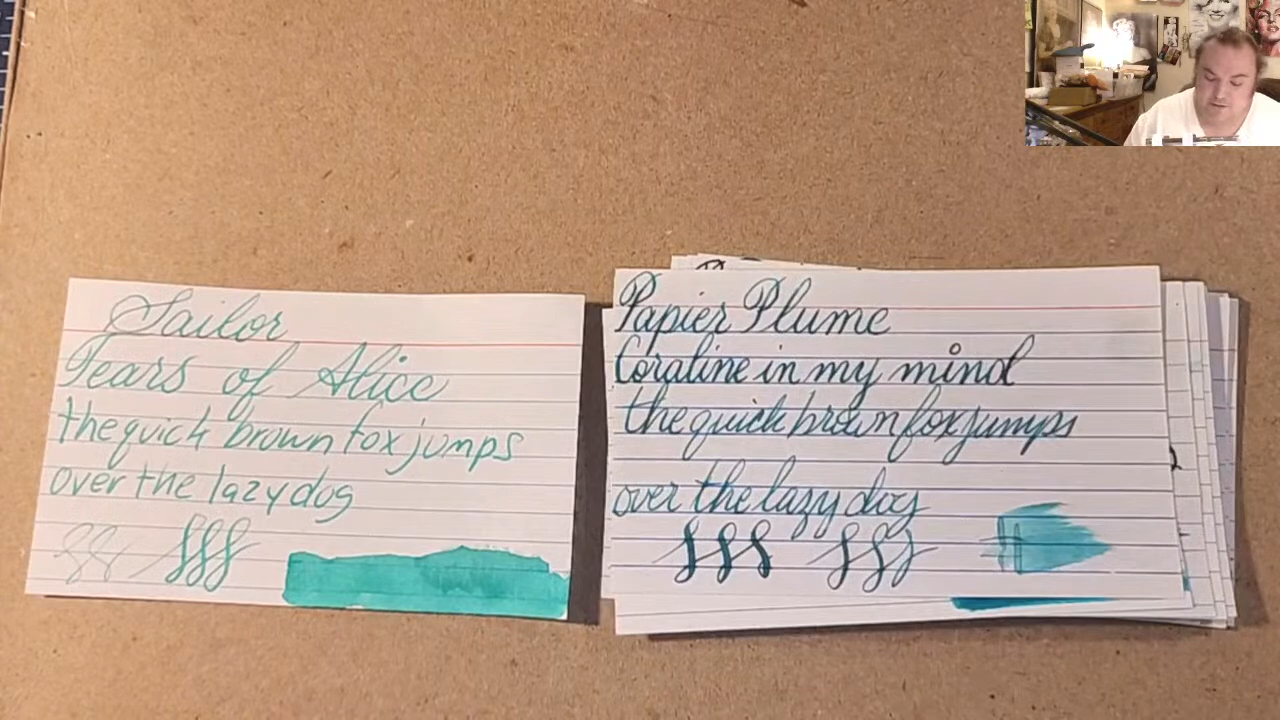 Sailor
Tears of Alice
the quick brown fox jumps
over the lazy dog
Papier Plume
Coraline in my mind
the quick brown fox jumps
over the lazy dog